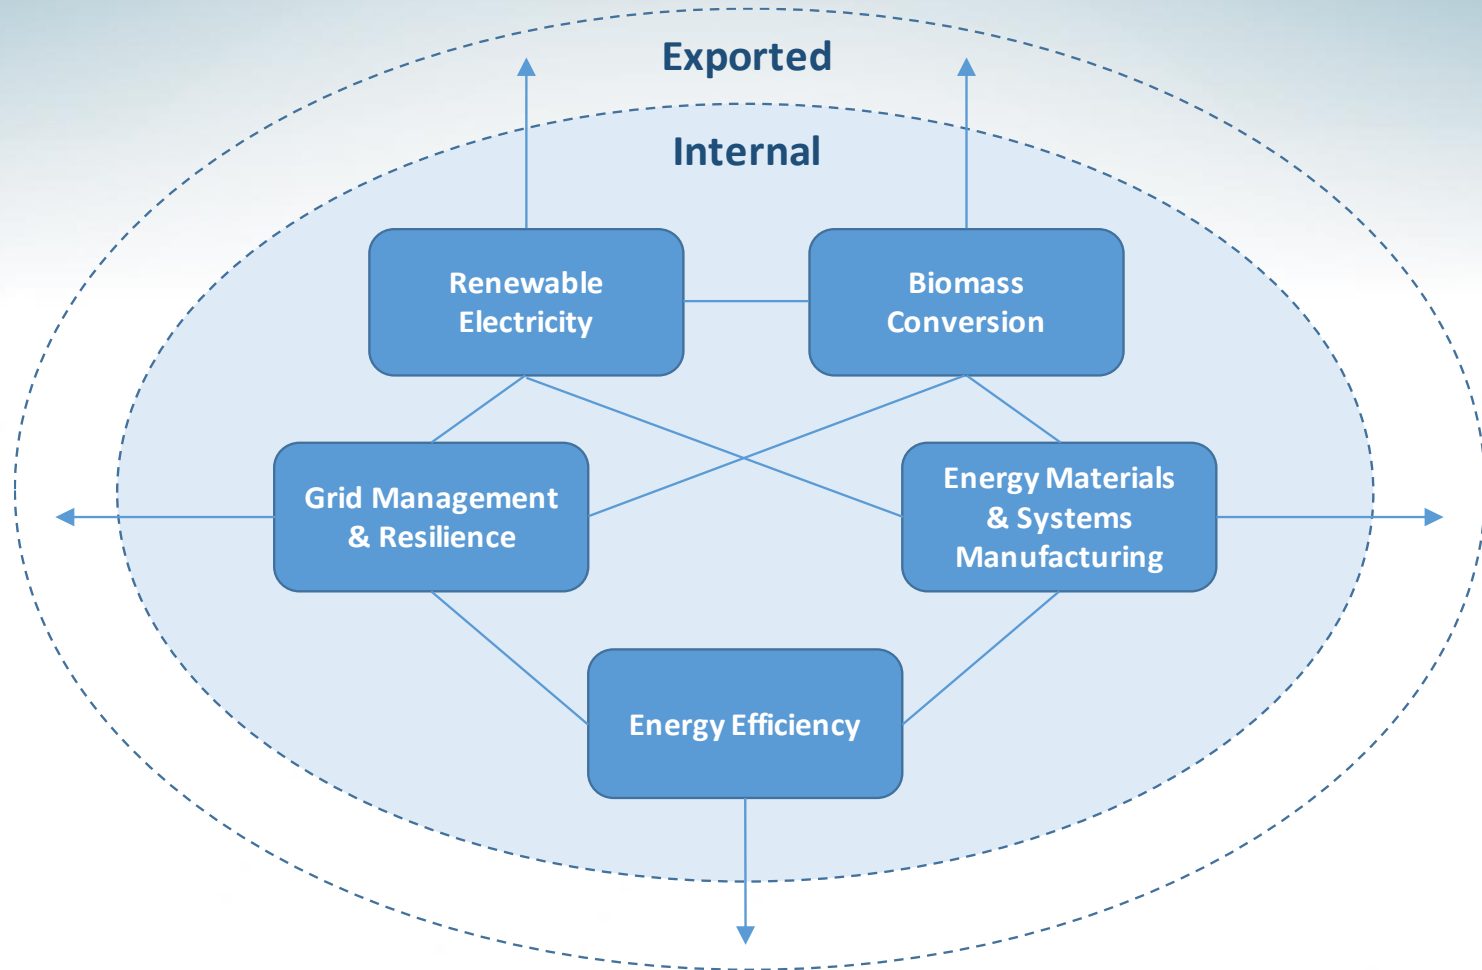 Exported
Internal
Renewable
Electricity
Biomass
Conversion
Grid Management
& Resilience
Energy Materials
& Systems
Manufacturing
Energy Efficiency